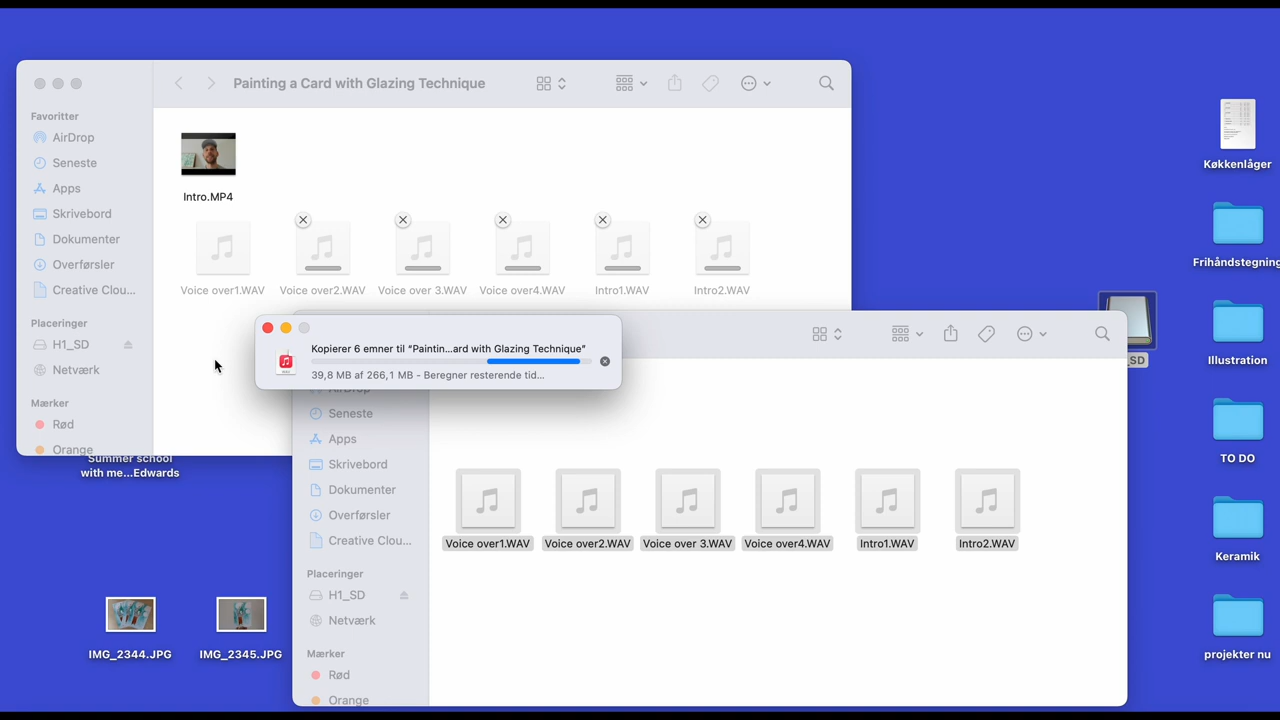 Painting a Card with Glazing Technique
Favoritter
AirDrop
Seneste
Apps
Skrivebord
Dokumenter
Overførsler
Creative Clou...
Placeringer
H1_SD
Netværk
Mærker
Rød
Orange
Intro.MP4
Voice over1.WAV
Voice over2.WAV
Voice over 3.WAV
Voice over4.WAV
Intro1.WAV
Intro2.WAV
Kopierer 6 emner til "Paintin...ard with Glazing Technique"
39,8 MB af 266,1 MB - Beregner resterende tid...
AirDrop
Seneste
Apps
Skrivebord
Dokumenter
Overførsler
Creative Clou...
Placeringer
H1_SD
Netværk
Mærker
Rød
Orange
Voice over1.WAV
Voice over2.WAV
Voice over 3.WAV
Voice over4.WAV
Intro1.WAV
Intro2.WAV
Summer school
with me...Edwards
IMG_2344.JPG
IMG_2345.JPG
Køkkenlåger
Frihåndstegning
_SD
Illustration
TO DO
Keramik
projekter nu